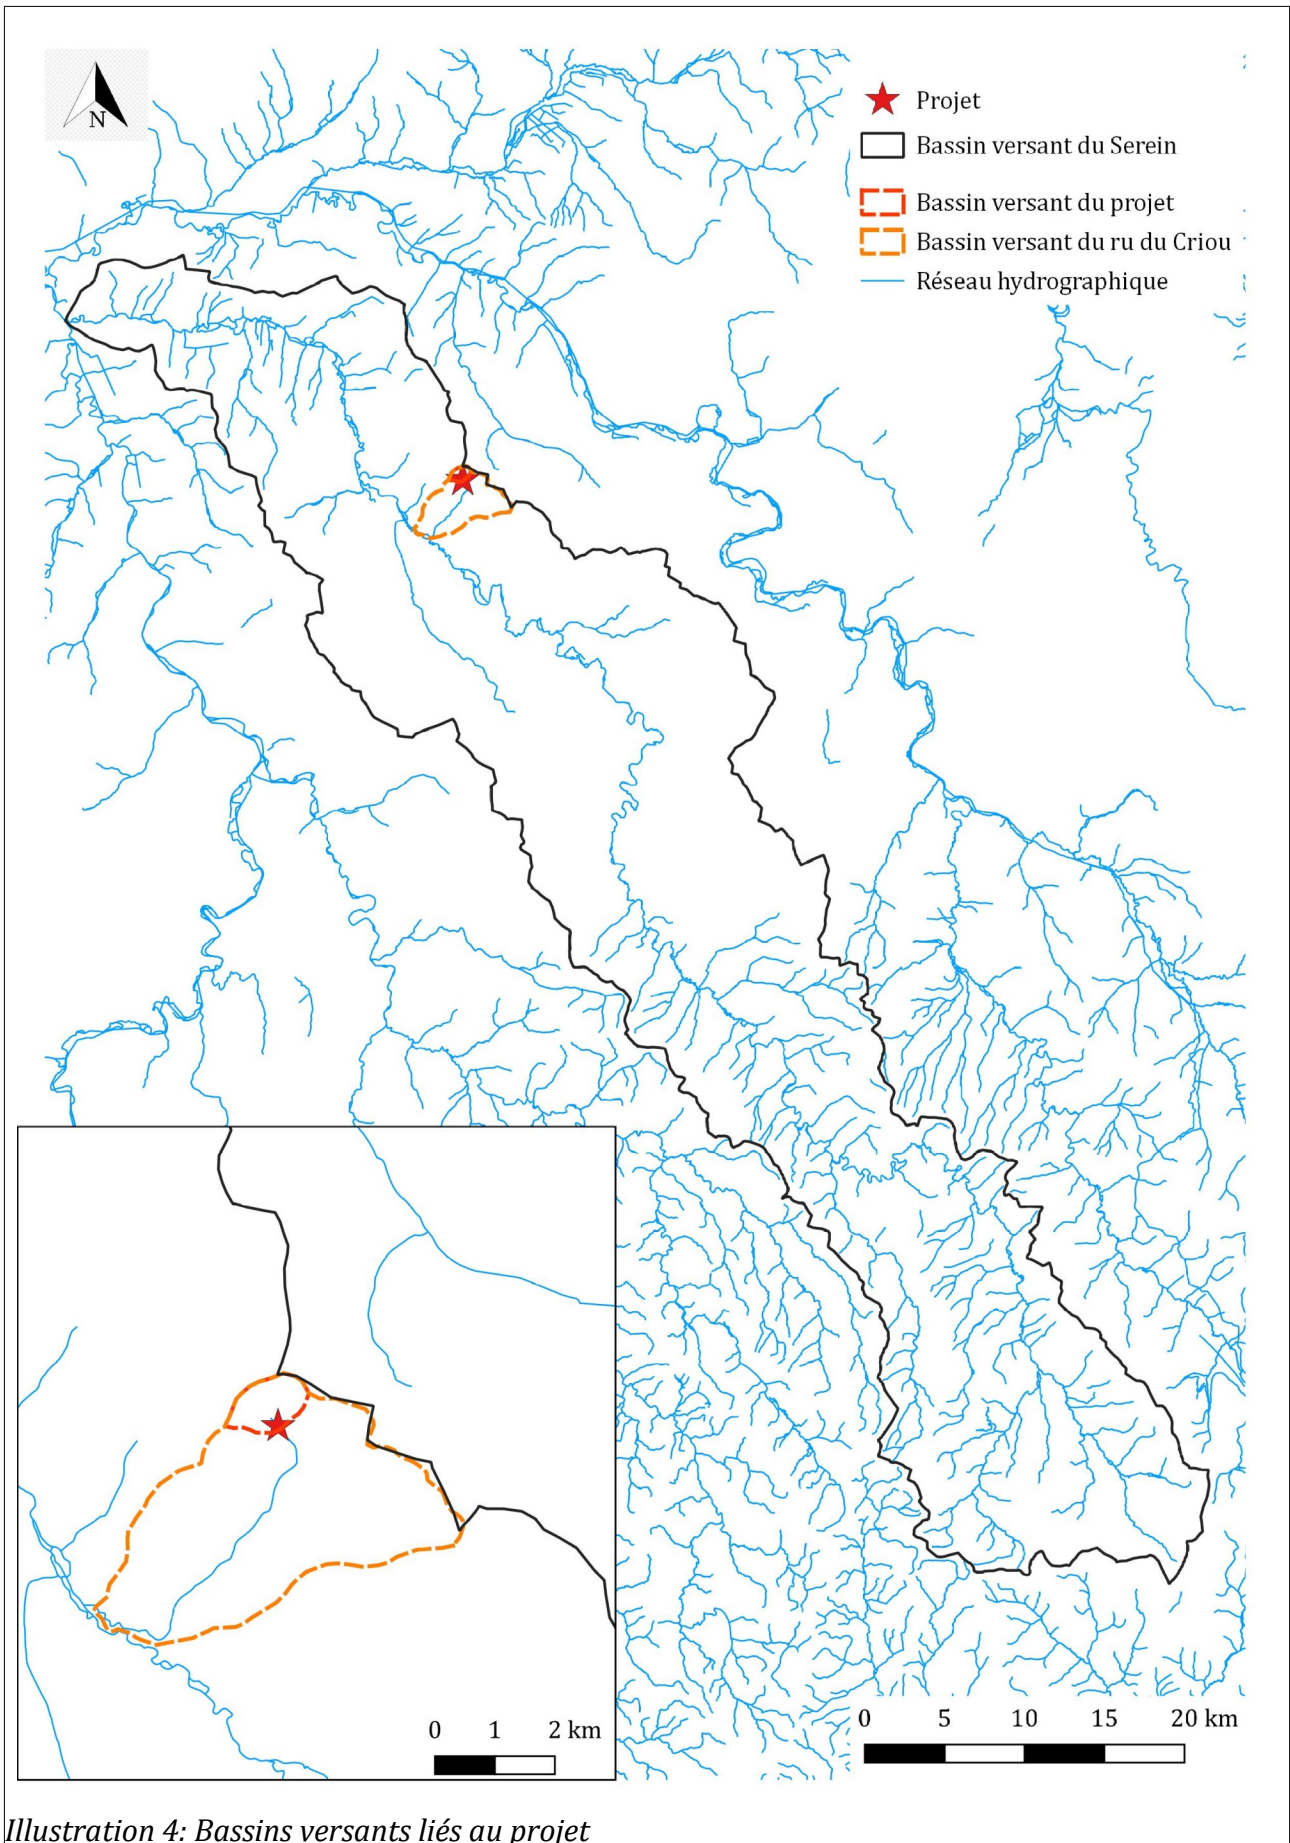 N
Projet
Bassin versant du Serein
Bassin versant du projet
Bassin versant du ru du Criou
Réseau hydrographique
0 1 2 km
0 5 10 15 20 km
Illustration 4: Bassins versants liés au projet